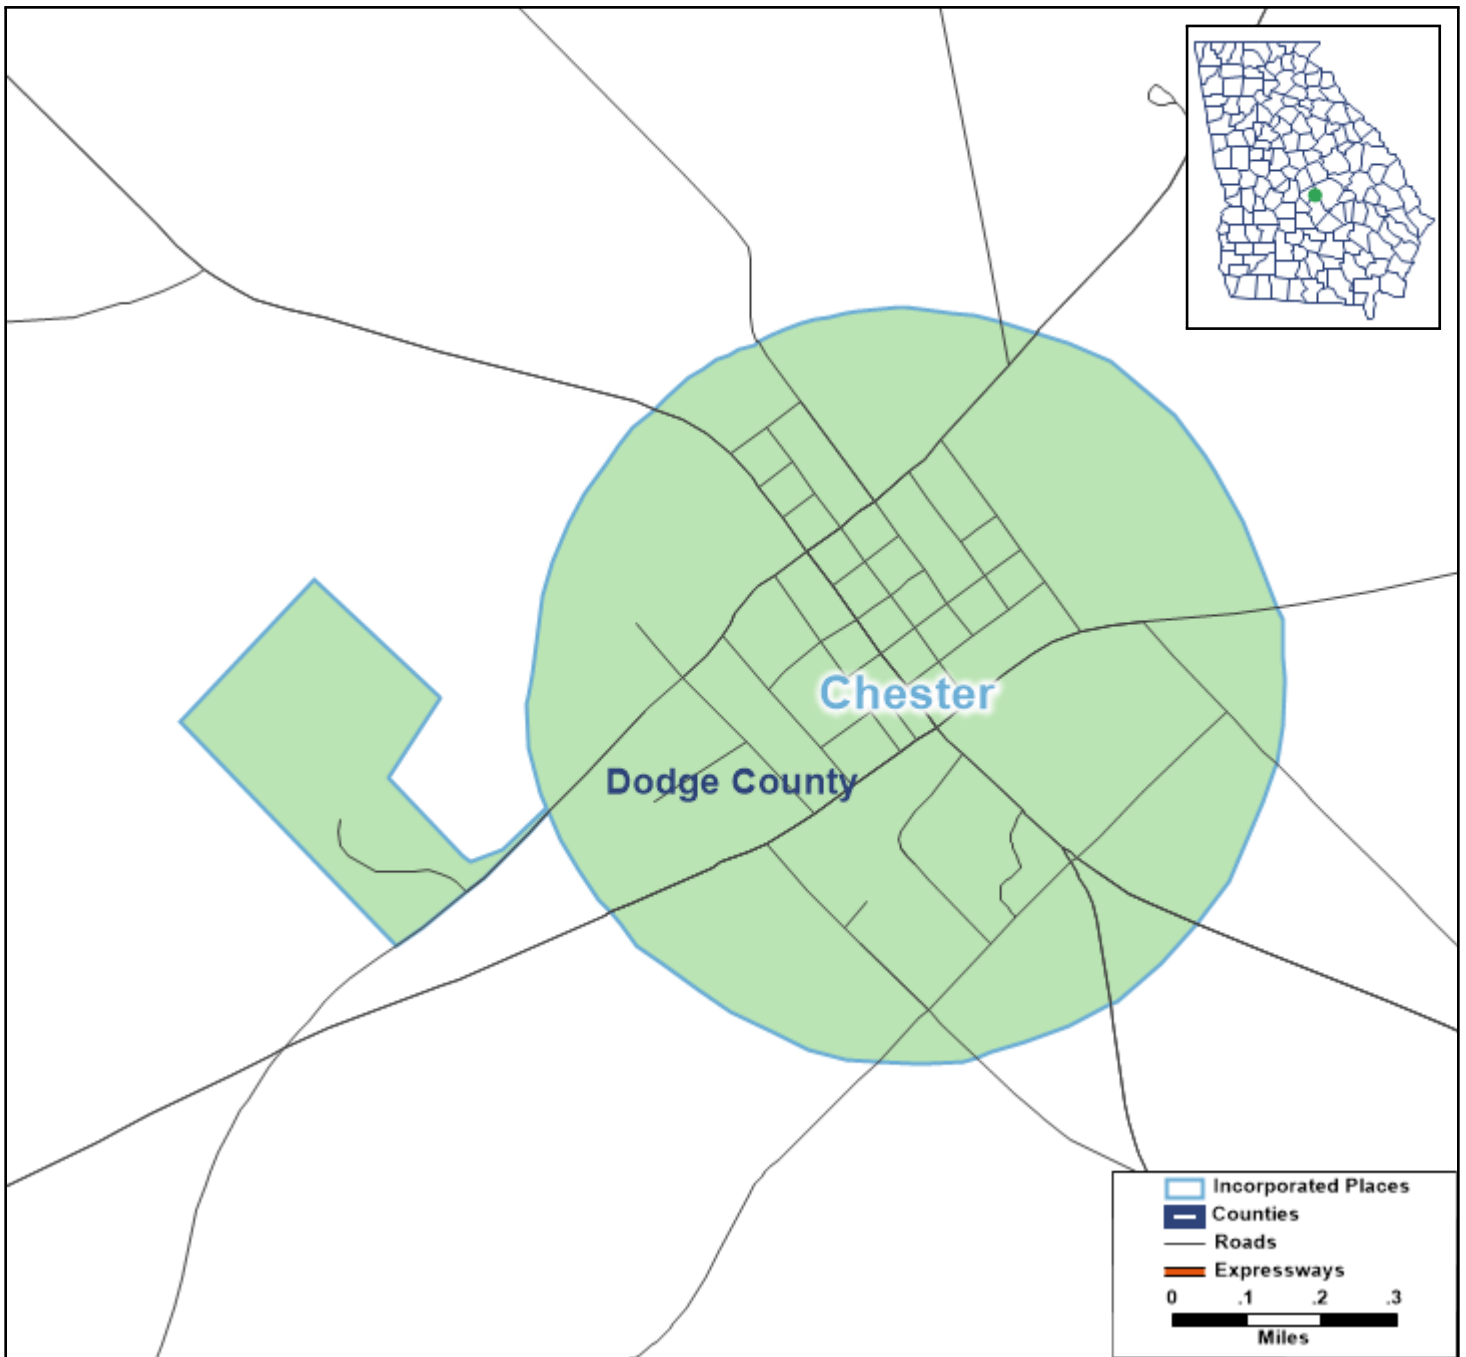 Chester
Dodge County
Incorporated Places
Counties
Roads
Expressways
0 .1 .2 .3
Miles